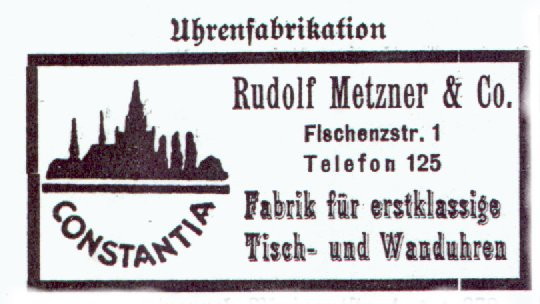 Uhrenfabrikation
CONSTANTIA
Rudolf Metzner & Co.
Fischenzstr. 1
Telefon 125
Fabrik für erstklassige
Tisch- und Wanduhren